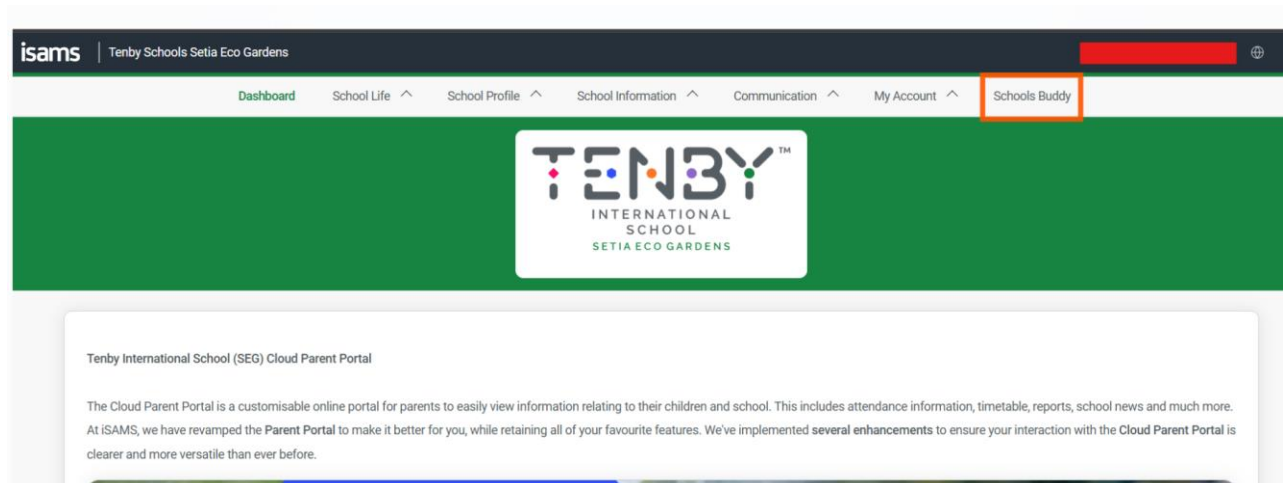 isams | Tenby Schools Setia Eco Gardens
Dashboard School Life School Profile School Information Communication My Account Schools Buddy
TENBY™
INTERNATIONAL
SCHOOL
SETIA ECO GARDENS
Tenby International School (SEG) Cloud Parent Portal
The Cloud Parent Portal is a customisable online portal for parents to easily view information relating to their children and school. This includes attendance information, timetable, reports, school news and much more.
At iSAMS, we have revamped the Parent Portal to make it better for you, while retaining all of your favourite features. We've implemented several enhancements to ensure your interaction with the Cloud Parent Portal is
clearer and more versatile than ever before.